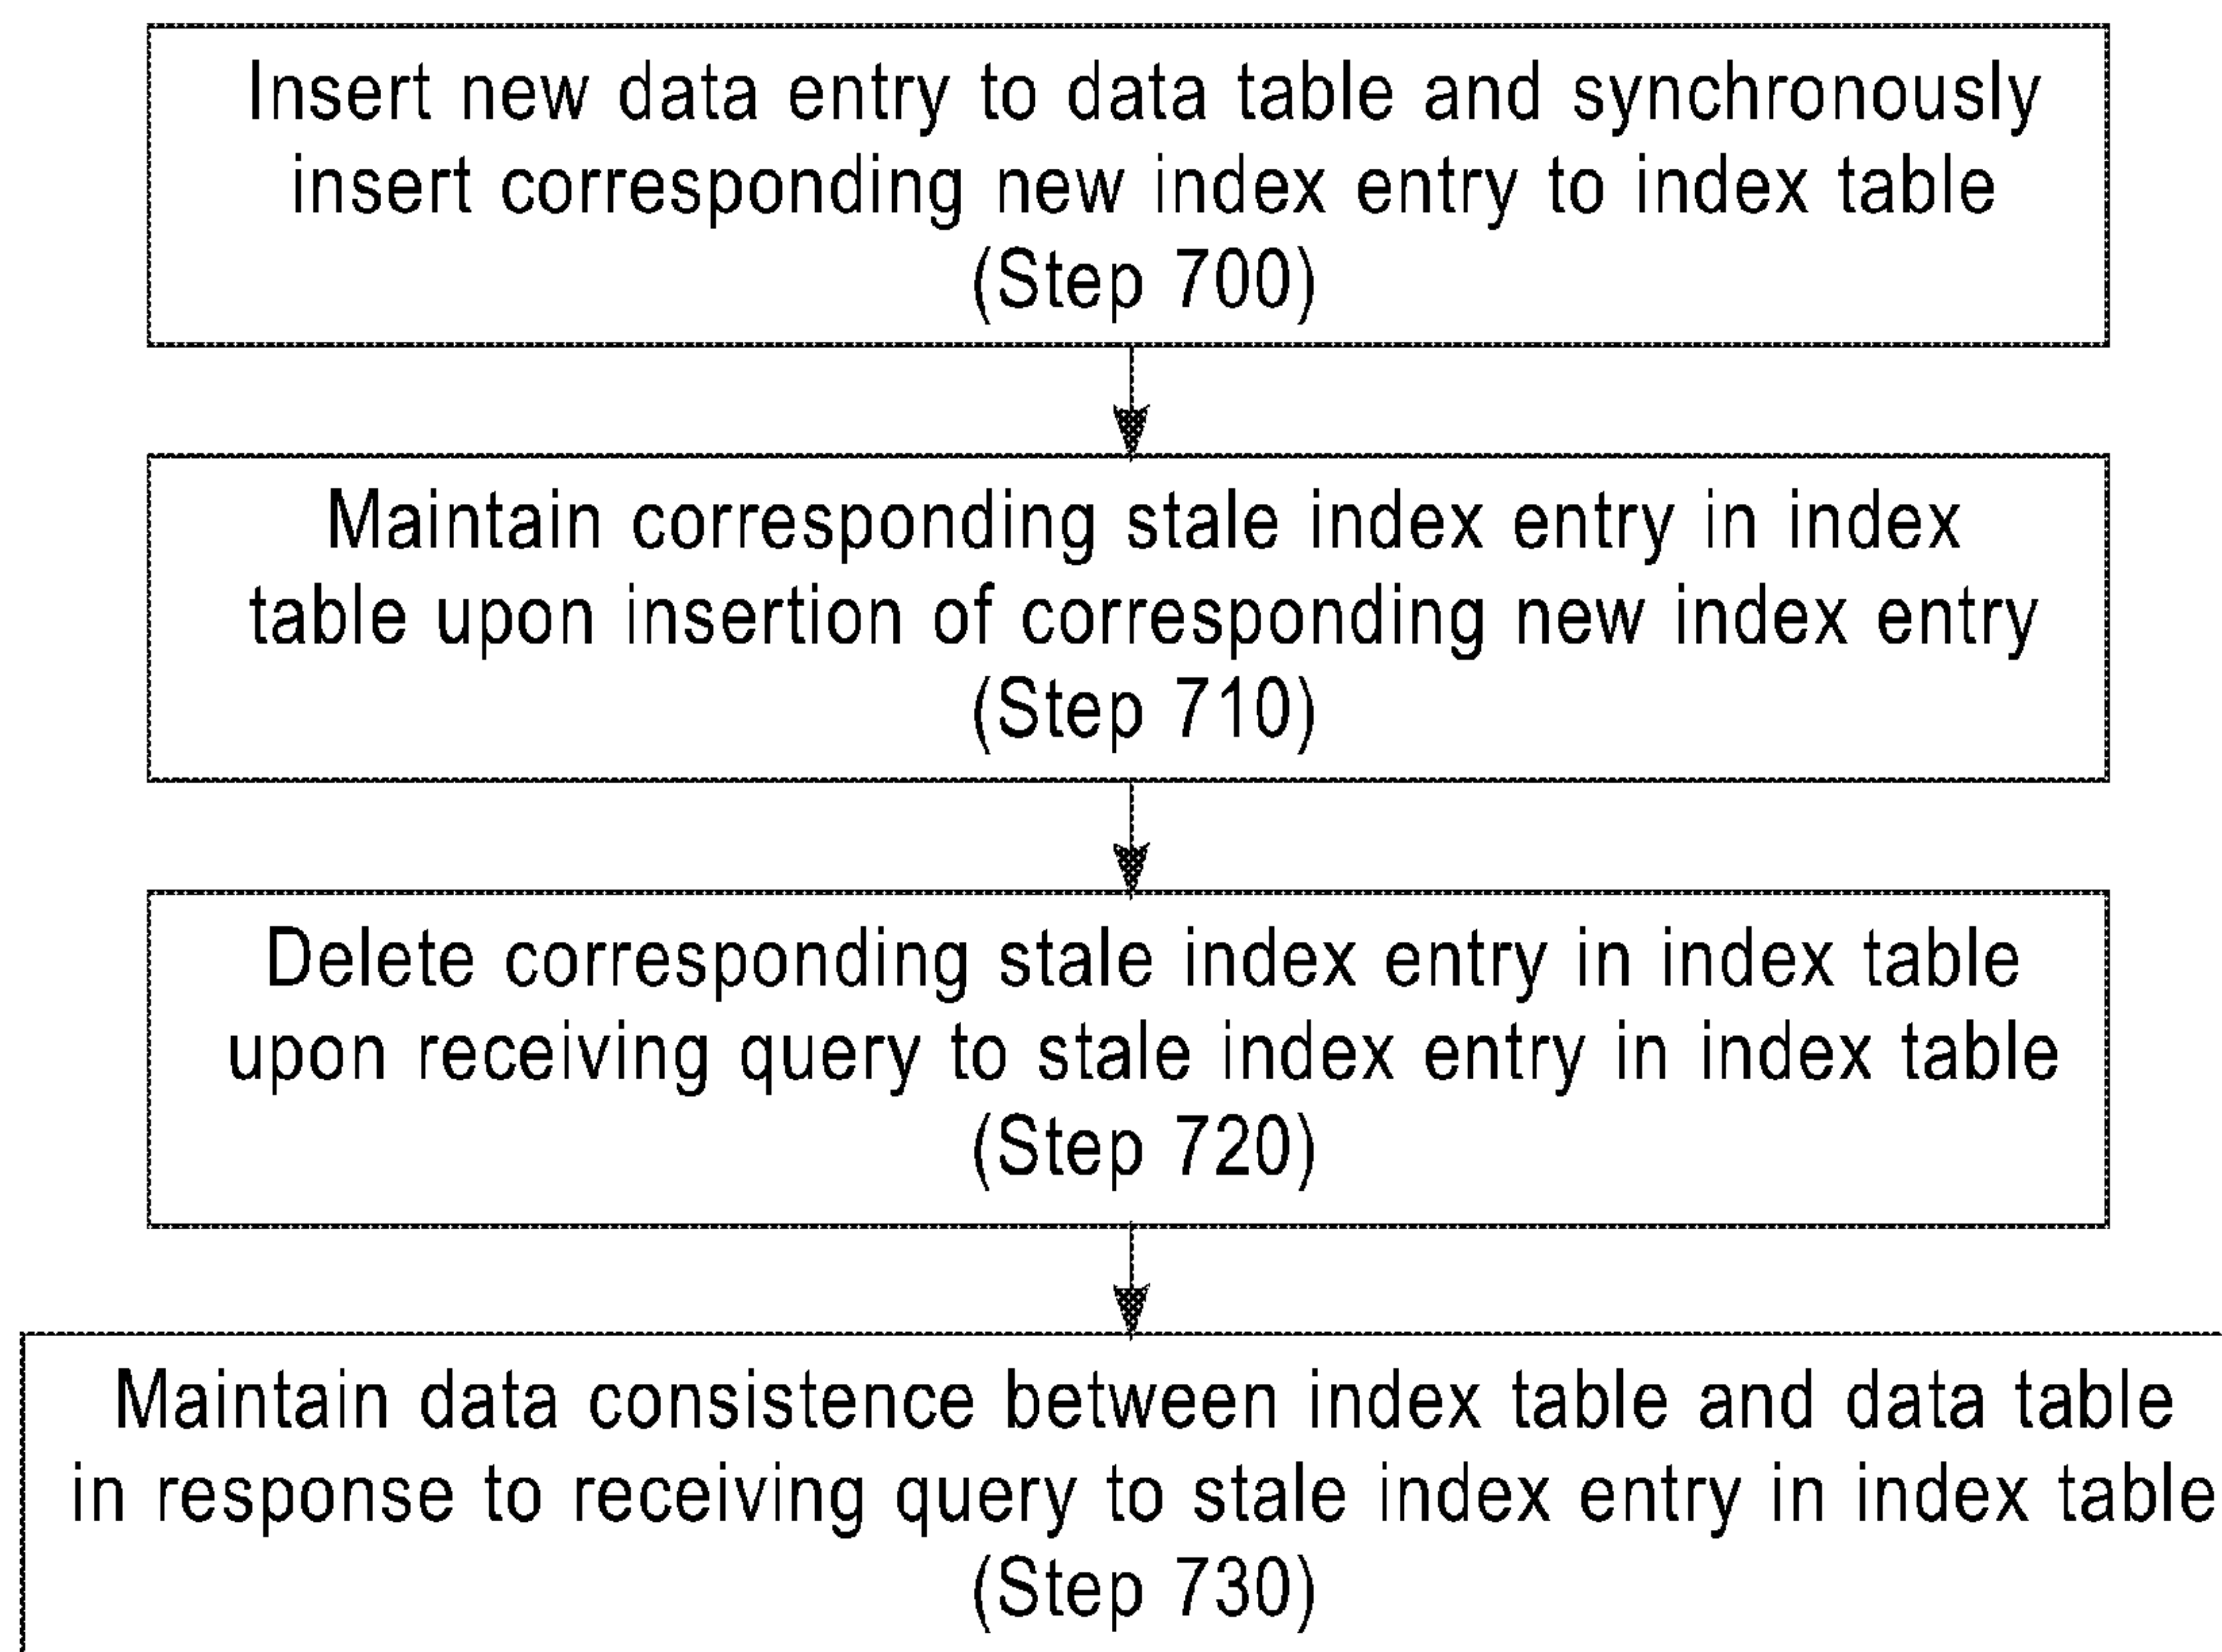 Insert new data entry to data table and synchronously
insert corresponding new index entry to index table
(Step 700)
Maintain corresponding stale index entry in index
table upon insertion of corresponding new index entry
(Step 710)
Delete corresponding stale index entry in index table
upon receiving query to stale index entry in index table
(Step 720)
Maintain data consistence between index table and data table
in response to receiving query to stale index entry in index table
(Step 730)